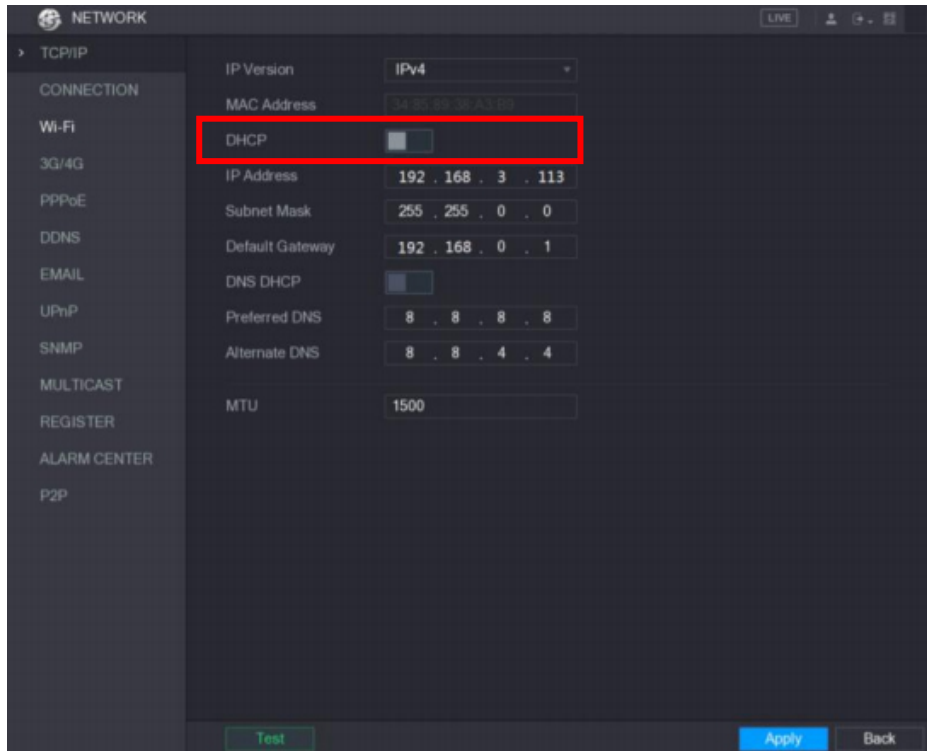 NETWORK
LIVE
TCP/IP
CONNECTION
Wi-Fi
3G/4G
PPPoE
DDNS
EMAIL
UPnP
SNMP
MULTICAST
REGISTER
ALARM CENTER
P2P
IP Version IPv4
MAC Address
DHCP
IP Address 192 . 168 . 3 . 113
Subnet Mask 255 . 255 . 0 . 0
Default Gateway 192 . 168 . 0 . 1
DNS DHCP
Preferred DNS 8 . 8 . 8 . 8
Alternate DNS 8 . 8 . 4 . 4
MTU 1500
Test Apply Back